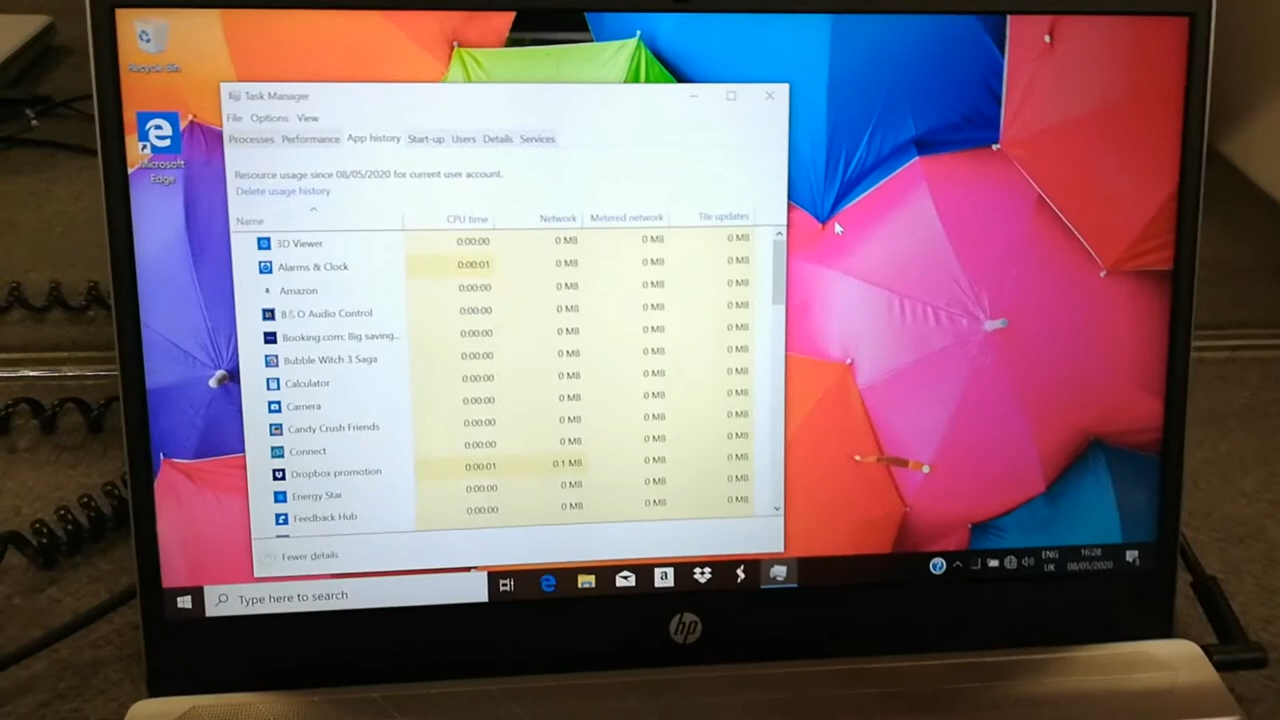 Recycle Bin
Microsoft
Edge
Task Manager
File Options View
Processes Performance App history Start-up Users Details Services
Resource usage since 08/05/2020 for current user account.
Delete usage history
Name CPU time Network Metered network Tile updates
3D Viewer 0:00:00 0 MB 0 MB 0 MB
Alarms & Clock 0:00:01 0 MB 0 MB 0 MB
Amazon 0:00:00 0 MB 0 MB 0 MB
B&O Audio Control 0:00:00 0 MB 0 MB 0 MB
Booking.com: Big saving... 0:00:00 0 MB 0 MB 0 MB
Bubble Witch 3 Saga 0:00:00 0 MB 0 MB 0 MB
Calculator 0:00:00 0 MB 0 MB 0 MB
Camera 0:00:00 0 MB 0 MB 0 MB
Candy Crush Friends 0:00:00 0 MB 0 MB 0 MB
Connect 0:00:00 0 MB 0 MB 0 MB
Dropbox promotion 0:00:01 0.1 MB 0 MB 0 MB
Energy Star 0:00:00 0 MB 0 MB 0 MB
Feedback Hub 0:00:00 0 MB 0 MB 0 MB
Fewer details
Type here to search
ENG
UK
16:28
08/05/2020
hp